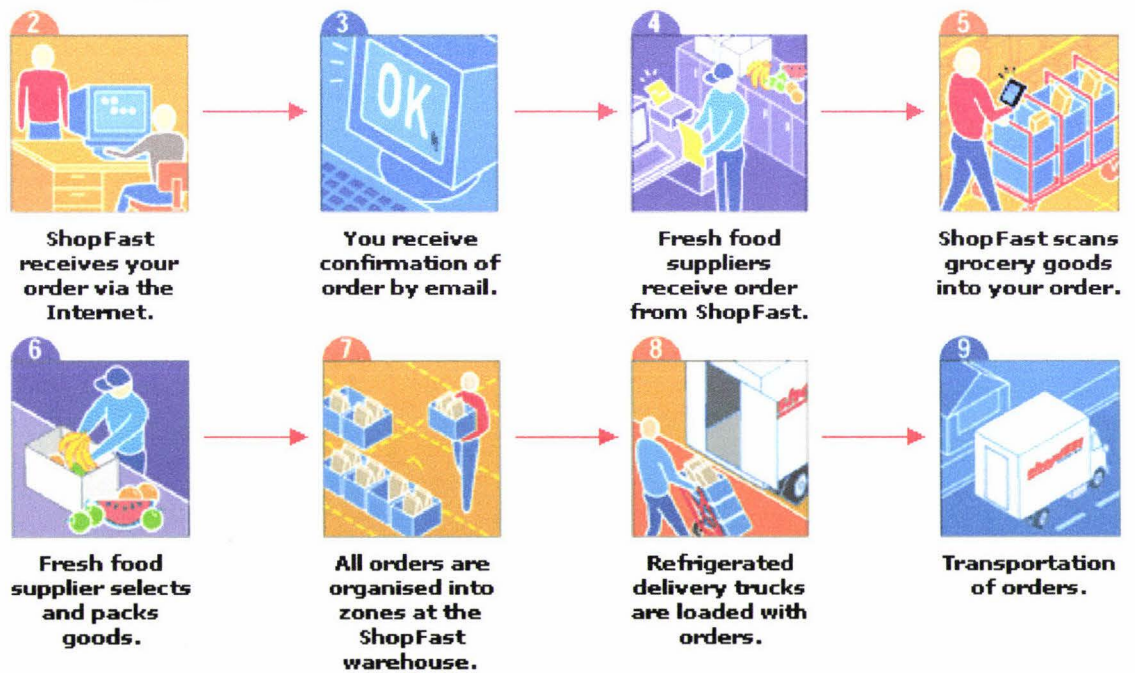 2
3
4
5
OK
ShopFast
receives your
order via the
Internet.
You receive
confirmation of
order by email.
Fresh food
suppliers
receive order
from ShopFast.
ShopFast scans
grocery goods
into your order.
6
7
8
9
Fresh food
supplier selects
and packs
goods.
All orders are
organised into
zones at the
ShopFast
warehouse.
Refrigerated
delivery trucks
are loaded with
orders.
Transportation
of orders.